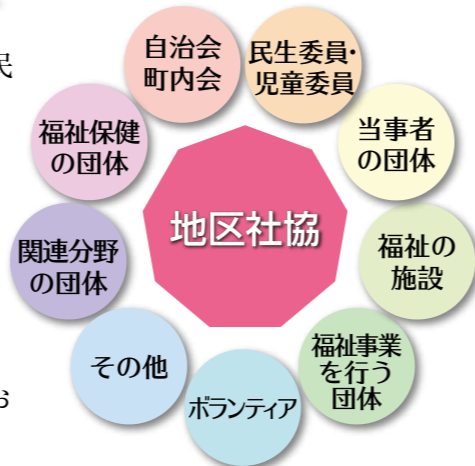 民
お
地区社協
自治会
町内会
民生委員・
児童委員
当事者
の団体
福祉の
施設
福祉事業
を行う
団体
ボランティア
その他
関連分野
の団体
福祉保健
の団体